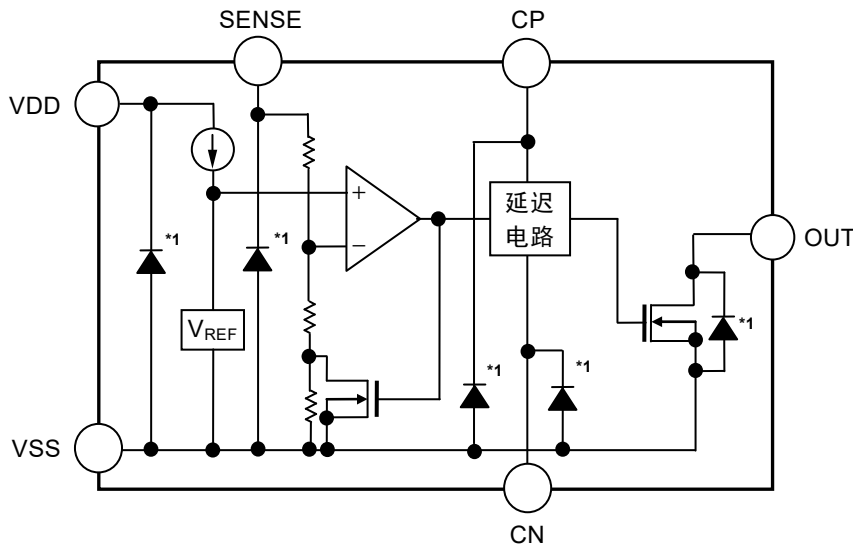 SENSE
CP
VDD
*1
*1
+
−
延迟
电路
OUT
*1
VREF
*1
*1
VSS
CN